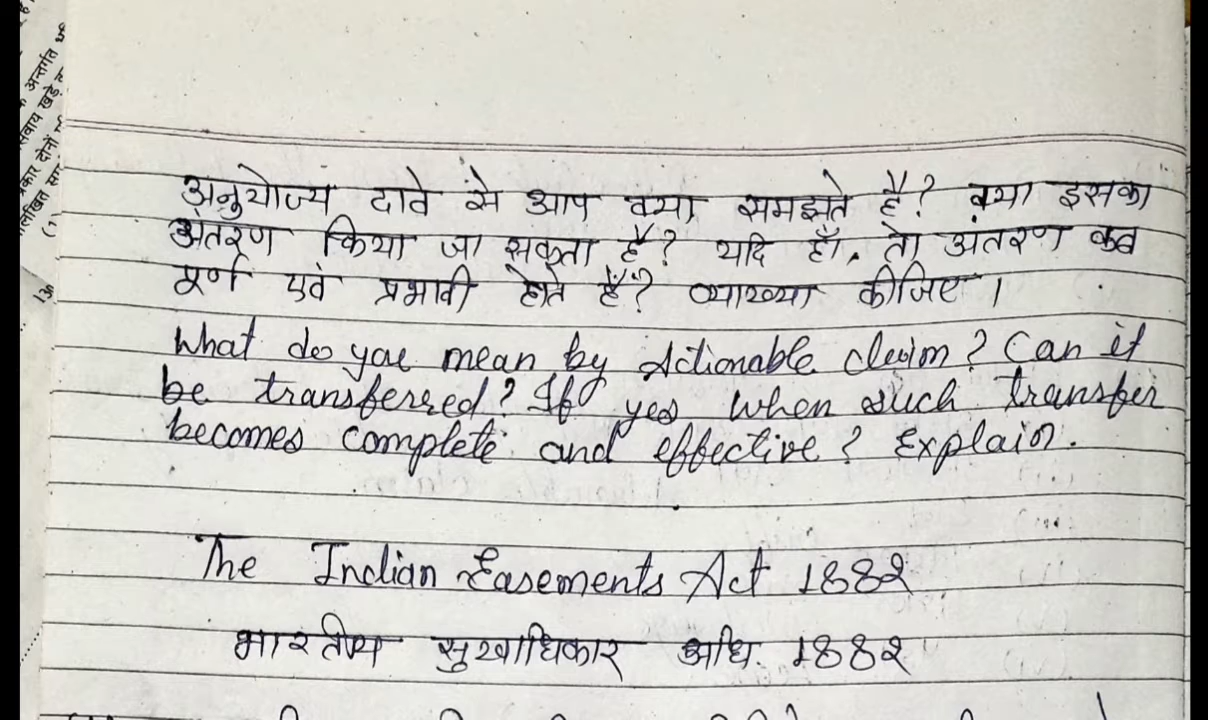 अनुयोज्य दावे से आप क्या समझते है? क्या इसका
अंतरण किया जा सकता है? यदि हाँ, तो अंतरण कब
पूर्ण एवं प्रभावी होते हैं? व्याख्या कीजिए।
What do you mean by Actionable claim? Can it
be transferred? If yes when such transfer
becomes complete and effective? Explain.
The Indian Easements Act 1882
भारतीय सुखाधिकार अधि. 1882